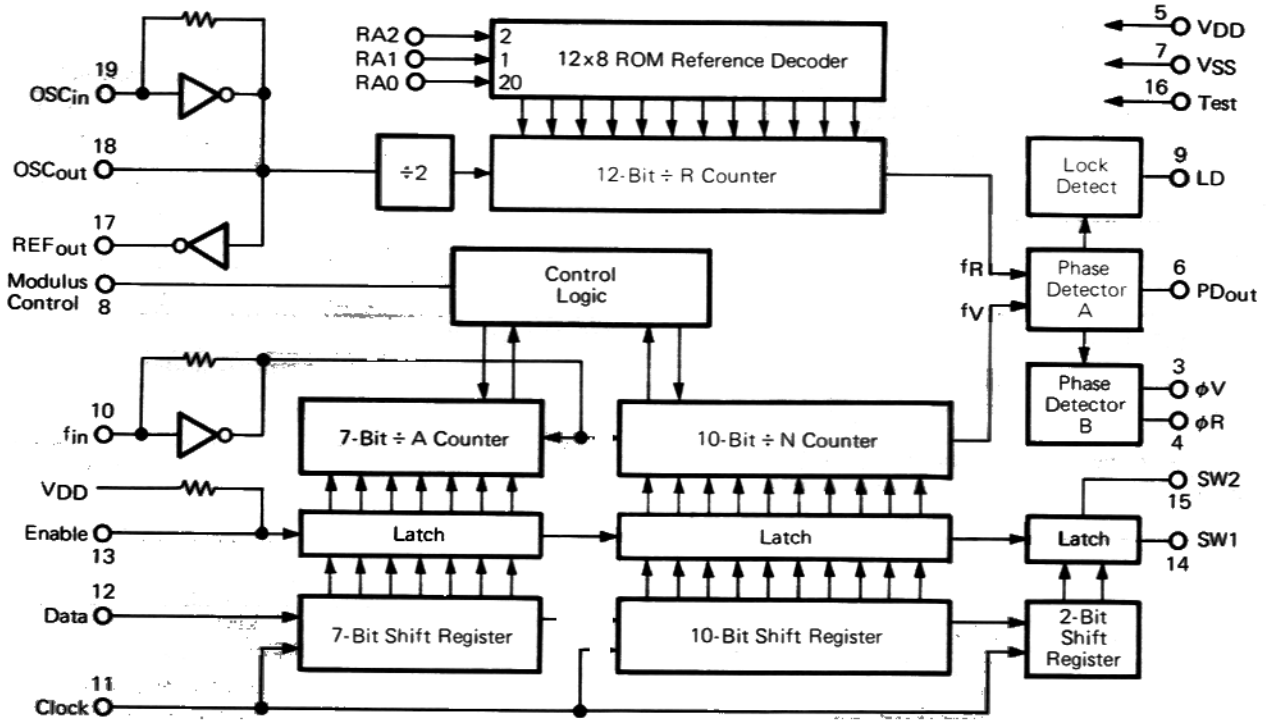 RA2
RA1
RA0
2
1
20
12x8 ROM Reference Decoder
5
VDD
7
VSS
16
Test
19
OSCin
18
OSCout
÷2
12-Bit ÷ R Counter
Lock
Detect
9
LD
17
REFout
Modulus
Control
8
Control
Logic
fR
fV
Phase
Detector
A
6
PDout
10
fin
7-Bit ÷ A Counter
10-Bit ÷ N Counter
Phase
Detector
B
3
ϕV
ϕR
4
VDD
Enable
13
Latch
Latch
Latch
SW2
15
SW1
14
12
Data
7-Bit Shift Register
10-Bit Shift Register
2-Bit
Shift
Register
11
Clock